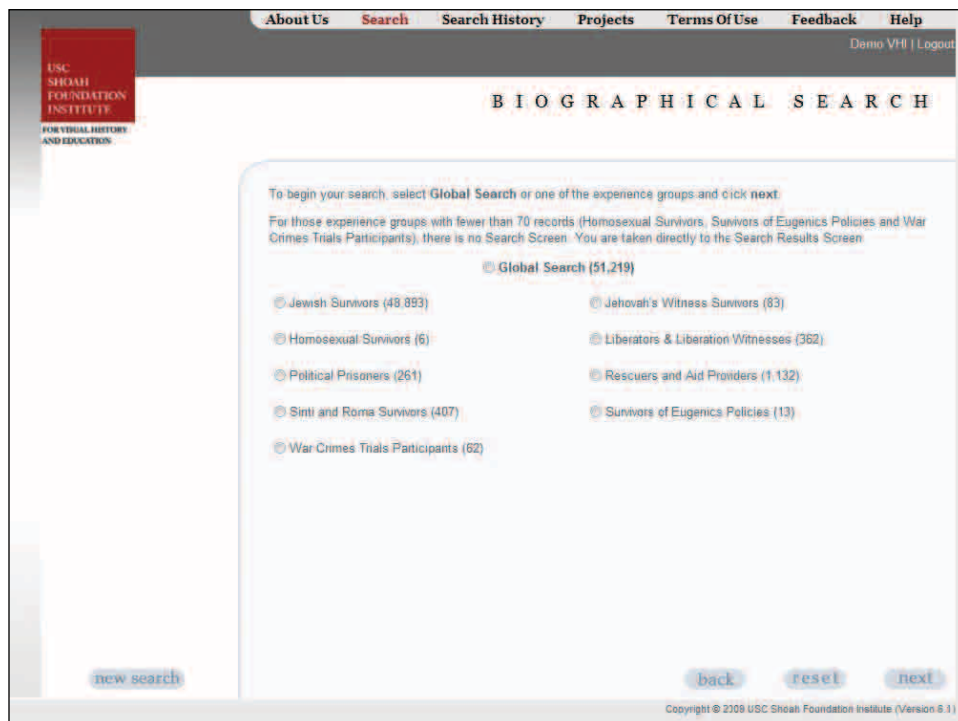 About Us Search Search History Projects Terms Of Use Feedback Help
Demo VHI | Logout
USC
SHOAH
FOUNDATION
INSTITUTE
FOR VISUAL HISTORY
AND EDUCATION
BIOGRAPHICAL SEARCH
To begin your search, select Global Search or one of the experience groups and click next.
For those experience groups with fewer than 70 records (Homosexual Survivors, Survivors of Eugenics Policies and War
Crimes Trials Participants), there is no Search Screen. You are taken directly to the Search Results Screen
Global Search (51,219)
Jewish Survivors (48,893) Jehovah's Witness Survivors (83)
Homosexual Survivors (6) Liberators & Liberation Witnesses (362)
Political Prisoners (261) Rescuers and Aid Providers (1,132)
Sinti and Roma Survivors (407) Survivors of Eugenics Policies (13)
War Crimes Trials Participants (62)
new search back reset next
Copyright © 2009 USC Shoah Foundation Institute (Version 6.1)